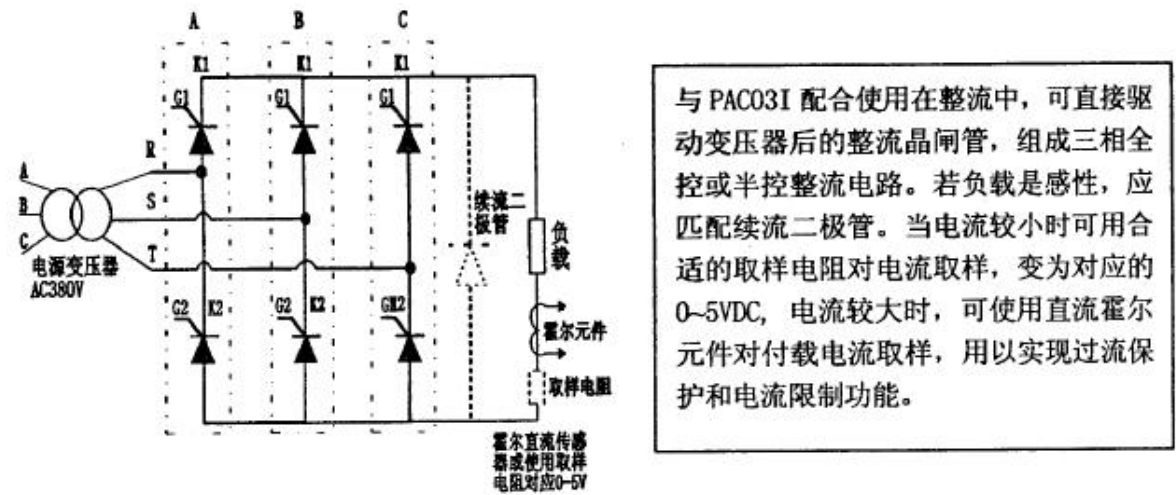 A
B
C
K1
K1
K1
G1
G1
G1
R
A
S
B
T
C
电源变压器
AC380V
G2
K2
G2
K2
GK2
续流二
极管
负
载
霍尔元件
取样电阻
霍尔直流传感
器或使用取样
电阻对应0-5V
与 PAC03I 配合使用在整流中，可直接驱
动变压器后的整流晶闸管，组成三相全
控或半控整流电路。若负载是感性，应
匹配续流二极管。当电流较小时可用合
适的取样电阻对电流取样，变为对应的
0~5VDC, 电流较大时，可使用直流霍尔
元件对付载电流取样，用以实现过流保
护和电流限制功能。